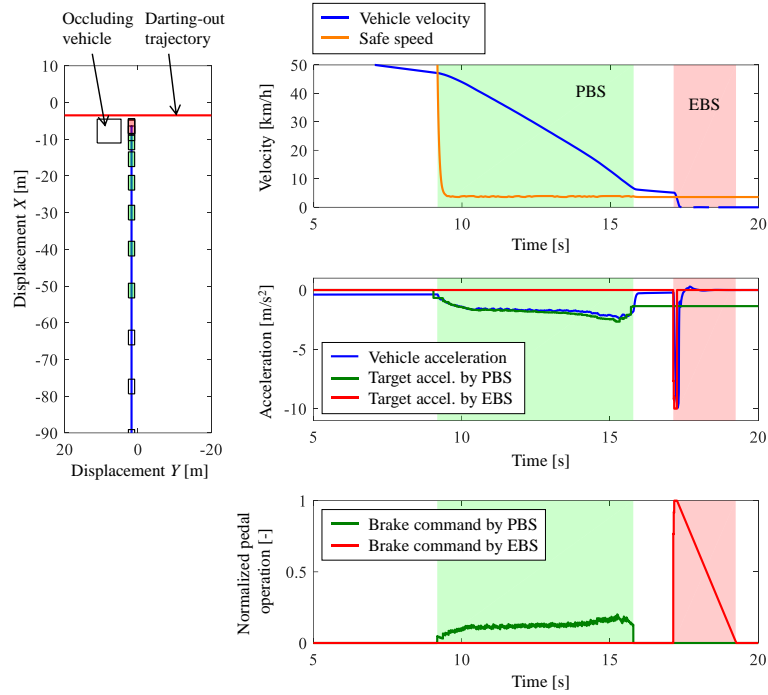 Occluding
vehicle
Darting-out
trajectory
10
0
-10
-20
-30
-40
-50
-60
-70
-80
-90
Displacement X [m]
20
0
-20
Displacement Y [m]
Vehicle velocity
Safe speed
50
40
30
20
10
0
Velocity [km/h]
PBS
EBS
5
10
15
20
Time [s]
0
-5
-10
Acceleration [m/s²]
Vehicle acceleration
Target accel. by PBS
Target accel. by EBS
5
10
15
20
Time [s]
1
0.5
0
Normalized pedal
operation [-]
Brake command by PBS
Brake command by EBS
5
10
15
20
Time [s]